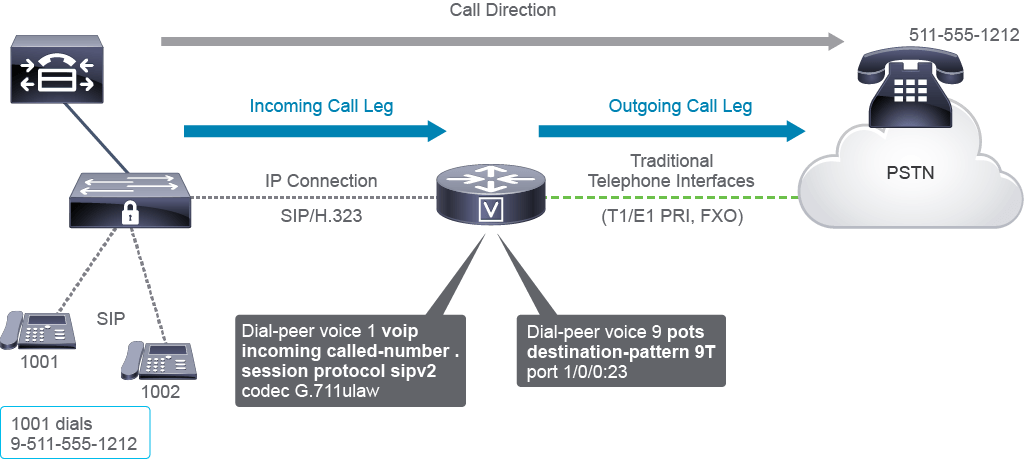 Call Direction
511-555-1212
Incoming Call Leg
Outgoing Call Leg
PSTN
IP Connection
SIP/H.323
Traditional
Telephone Interfaces
(T1/E1 PRI, FXO)
V
SIP
1001
1002
Dial-peer voice 1 voip
incoming called-number .
session protocol sipv2
codec G.711ulaw
Dial-peer voice 9 pots
destination-pattern 9T
port 1/0/0:23
1001 dials
9-511-555-1212